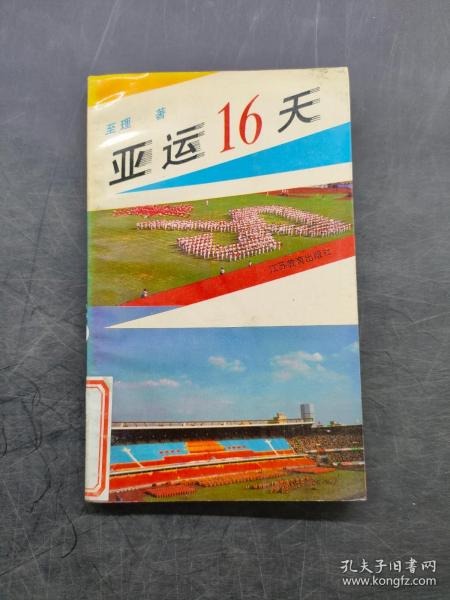 至理 著
亚运16天
江苏教育出版社
孔夫子旧书网
www.kongfz.com